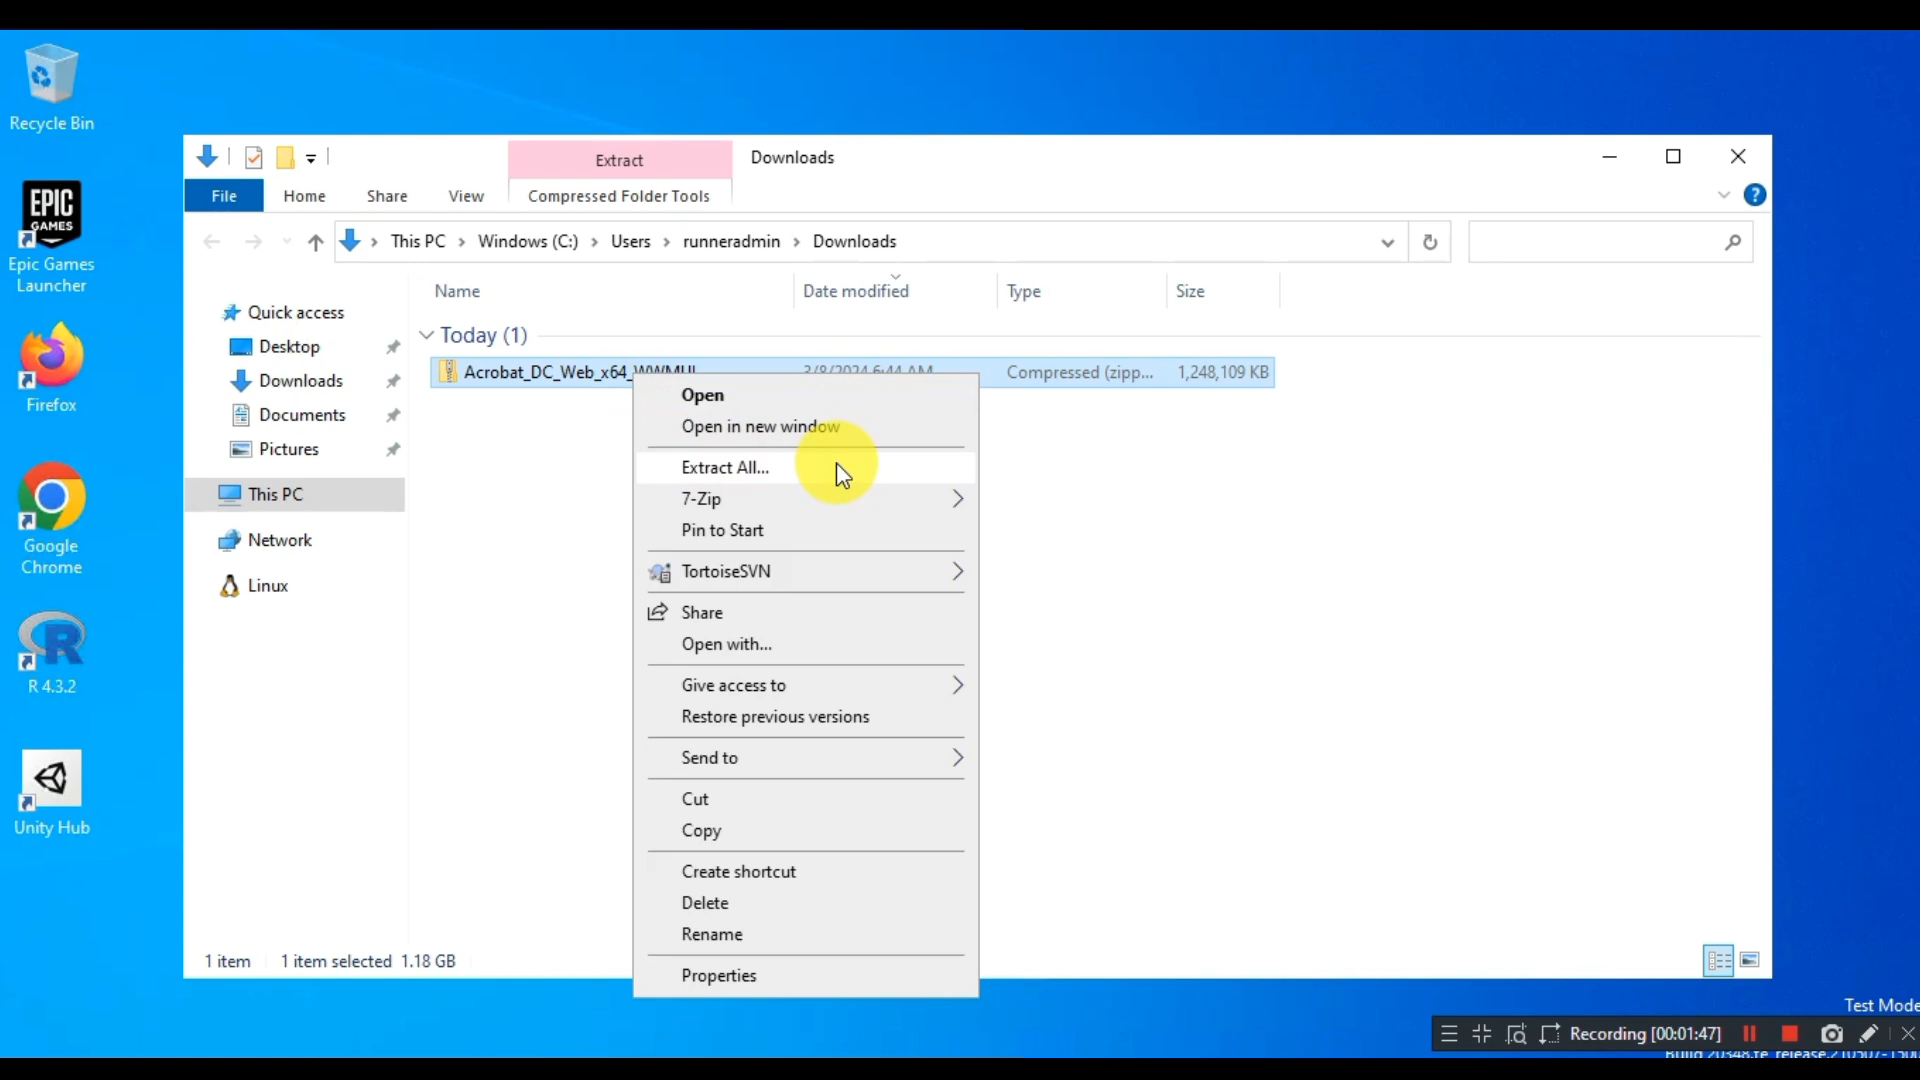 Recycle Bin
EPIC
GAMES
Epic Games
Launcher
Firefox
Google
Chrome
R 4.3.2
Unity Hub
Extract
Downloads
File
Home
Share
View
Compressed Folder Tools
?
This PC
Windows (C:)
Users
runneradmin
Downloads
Name
Date modified
Type
Size
Quick access
Desktop
Downloads
Documents
Pictures
This PC
Network
Linux
Today (1)
Acrobat_DC_Web_x64_WWMUI
3/8/2024 6:44 AM
Compressed (zipp...
1,248,109 KB
Open
Open in new window
Extract All...
7-Zip
Pin to Start
TortoiseSVN
Share
Open with...
Give access to
Restore previous versions
Send to
Cut
Copy
Create shortcut
Delete
Rename
Properties
1 item
1 item selected 1.18 GB
Test Mode
Recording [00:01:47]